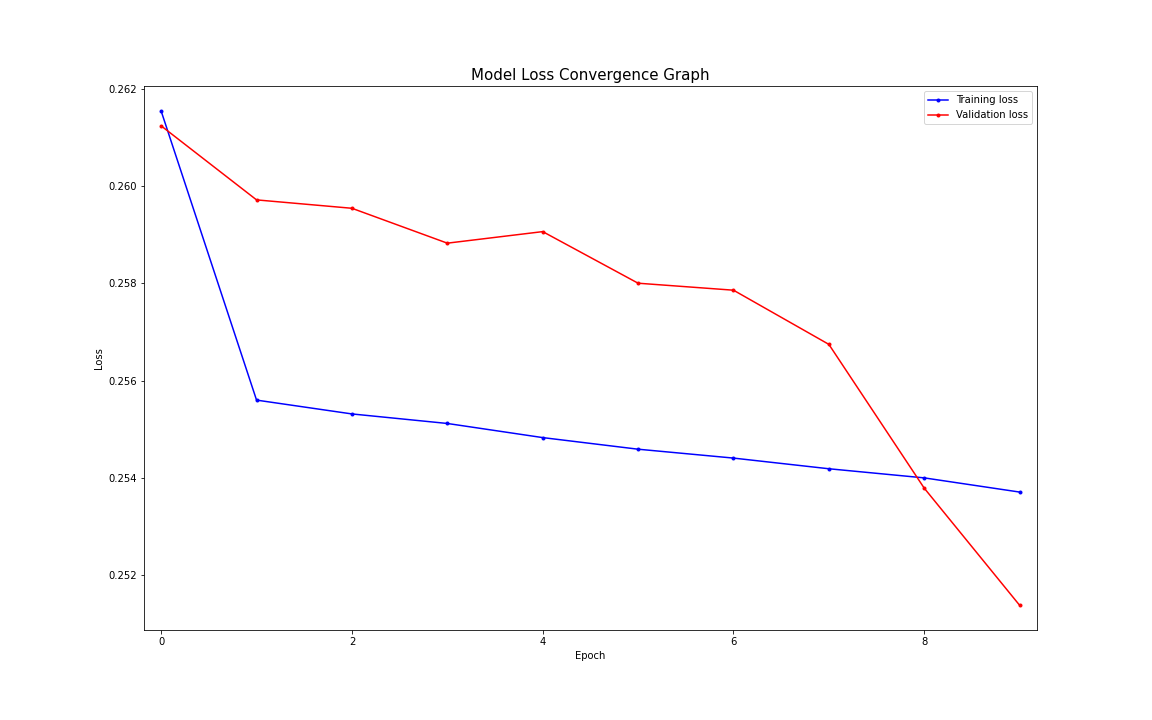 Model Loss Convergence Graph
Training loss
Validation loss
0.262
0.260
0.258
0.256
0.254
0.252
Loss
0
2
4
6
8
Epoch